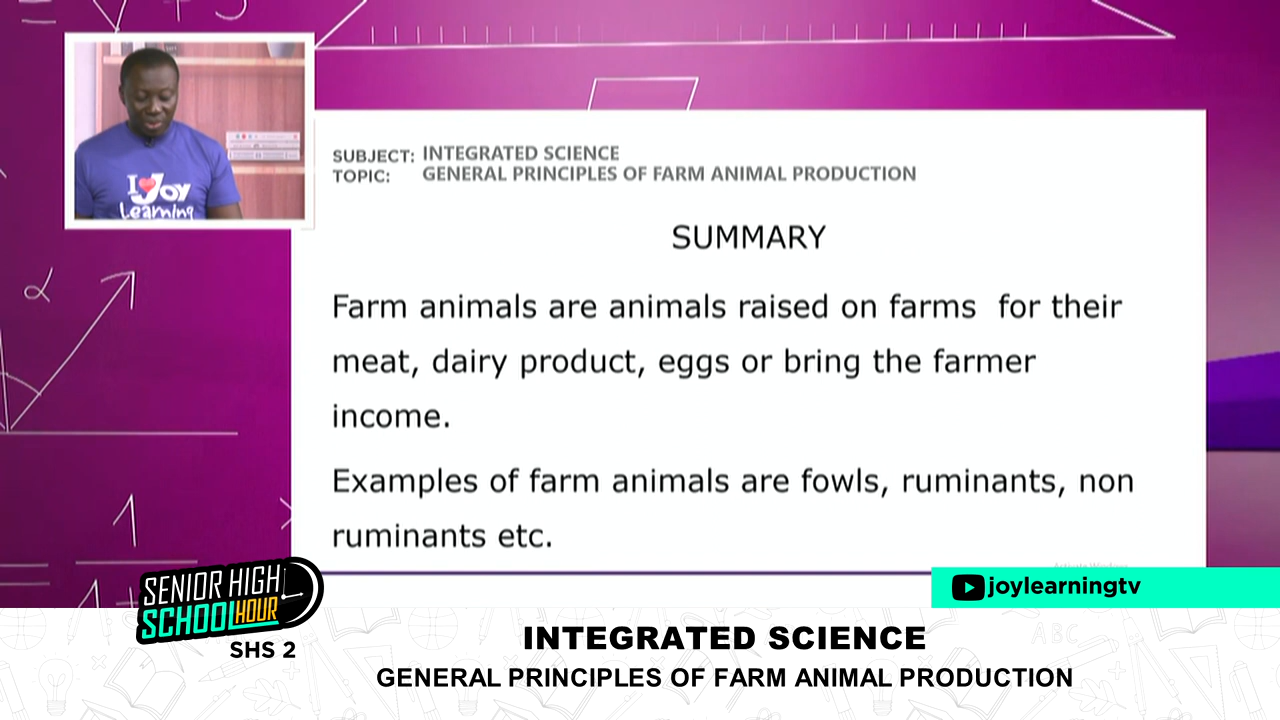 I Joy
Learning
SUBJECT: INTEGRATED SCIENCE
TOPIC: GENERAL PRINCIPLES OF FARM ANIMAL PRODUCTION
SUMMARY
Farm animals are animals raised on farms for their
meat, dairy product, eggs or bring the farmer
income.
Examples of farm animals are fowls, ruminants, non
ruminants etc.
joylearningtv
SENIOR HIGH
SCHOOL HOUR
SHS 2
INTEGRATED SCIENCE
GENERAL PRINCIPLES OF FARM ANIMAL PRODUCTION